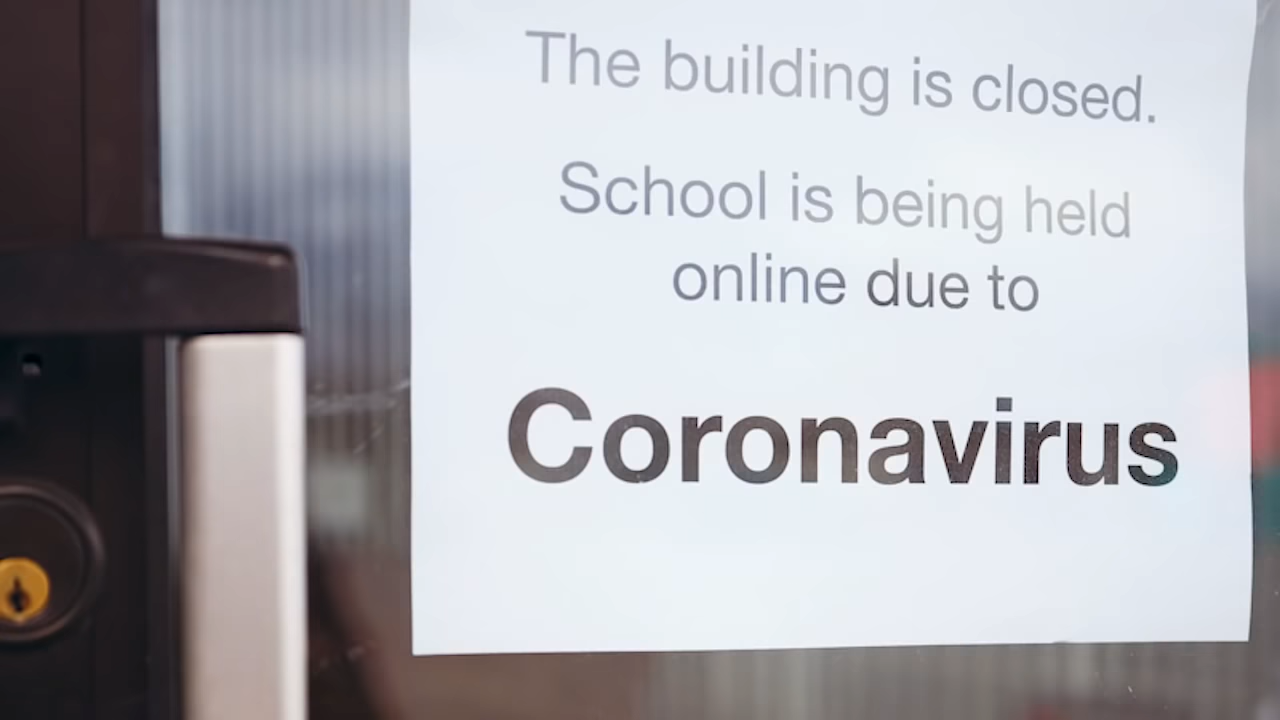 The building is closed.
School is being held
online due to
Coronavirus